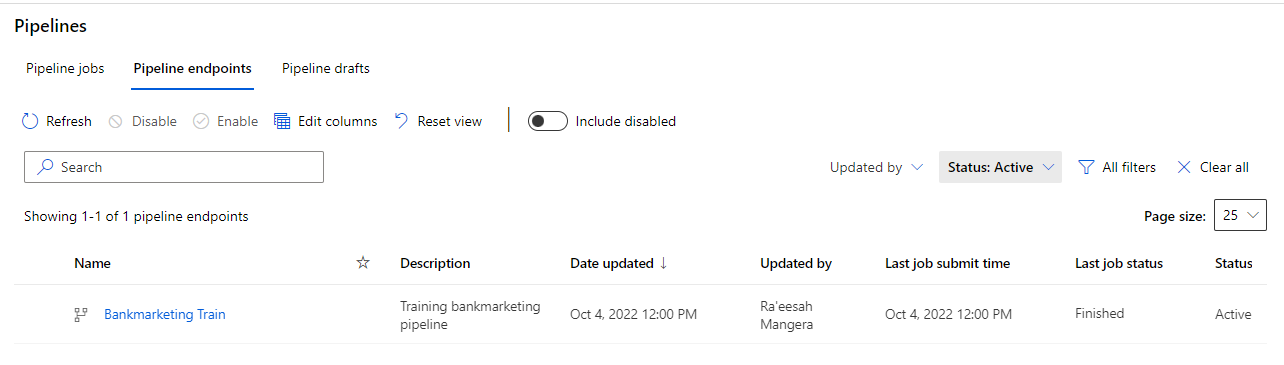 Pipelines
Pipeline jobs Pipeline endpoints Pipeline drafts
Refresh Disable Enable Edit columns Reset view Include disabled
Search Updated by Status: Active All filters Clear all
Showing 1-1 of 1 pipeline endpoints Page size: 25
Name Description Date updated ↓ Updated by Last job submit time Last job status Status
Bankmarketing Train Training bankmarketing Oct 4, 2022 12:00 PM Ra'eesah Oct 4, 2022 12:00 PM Finished Active
pipeline Mangera